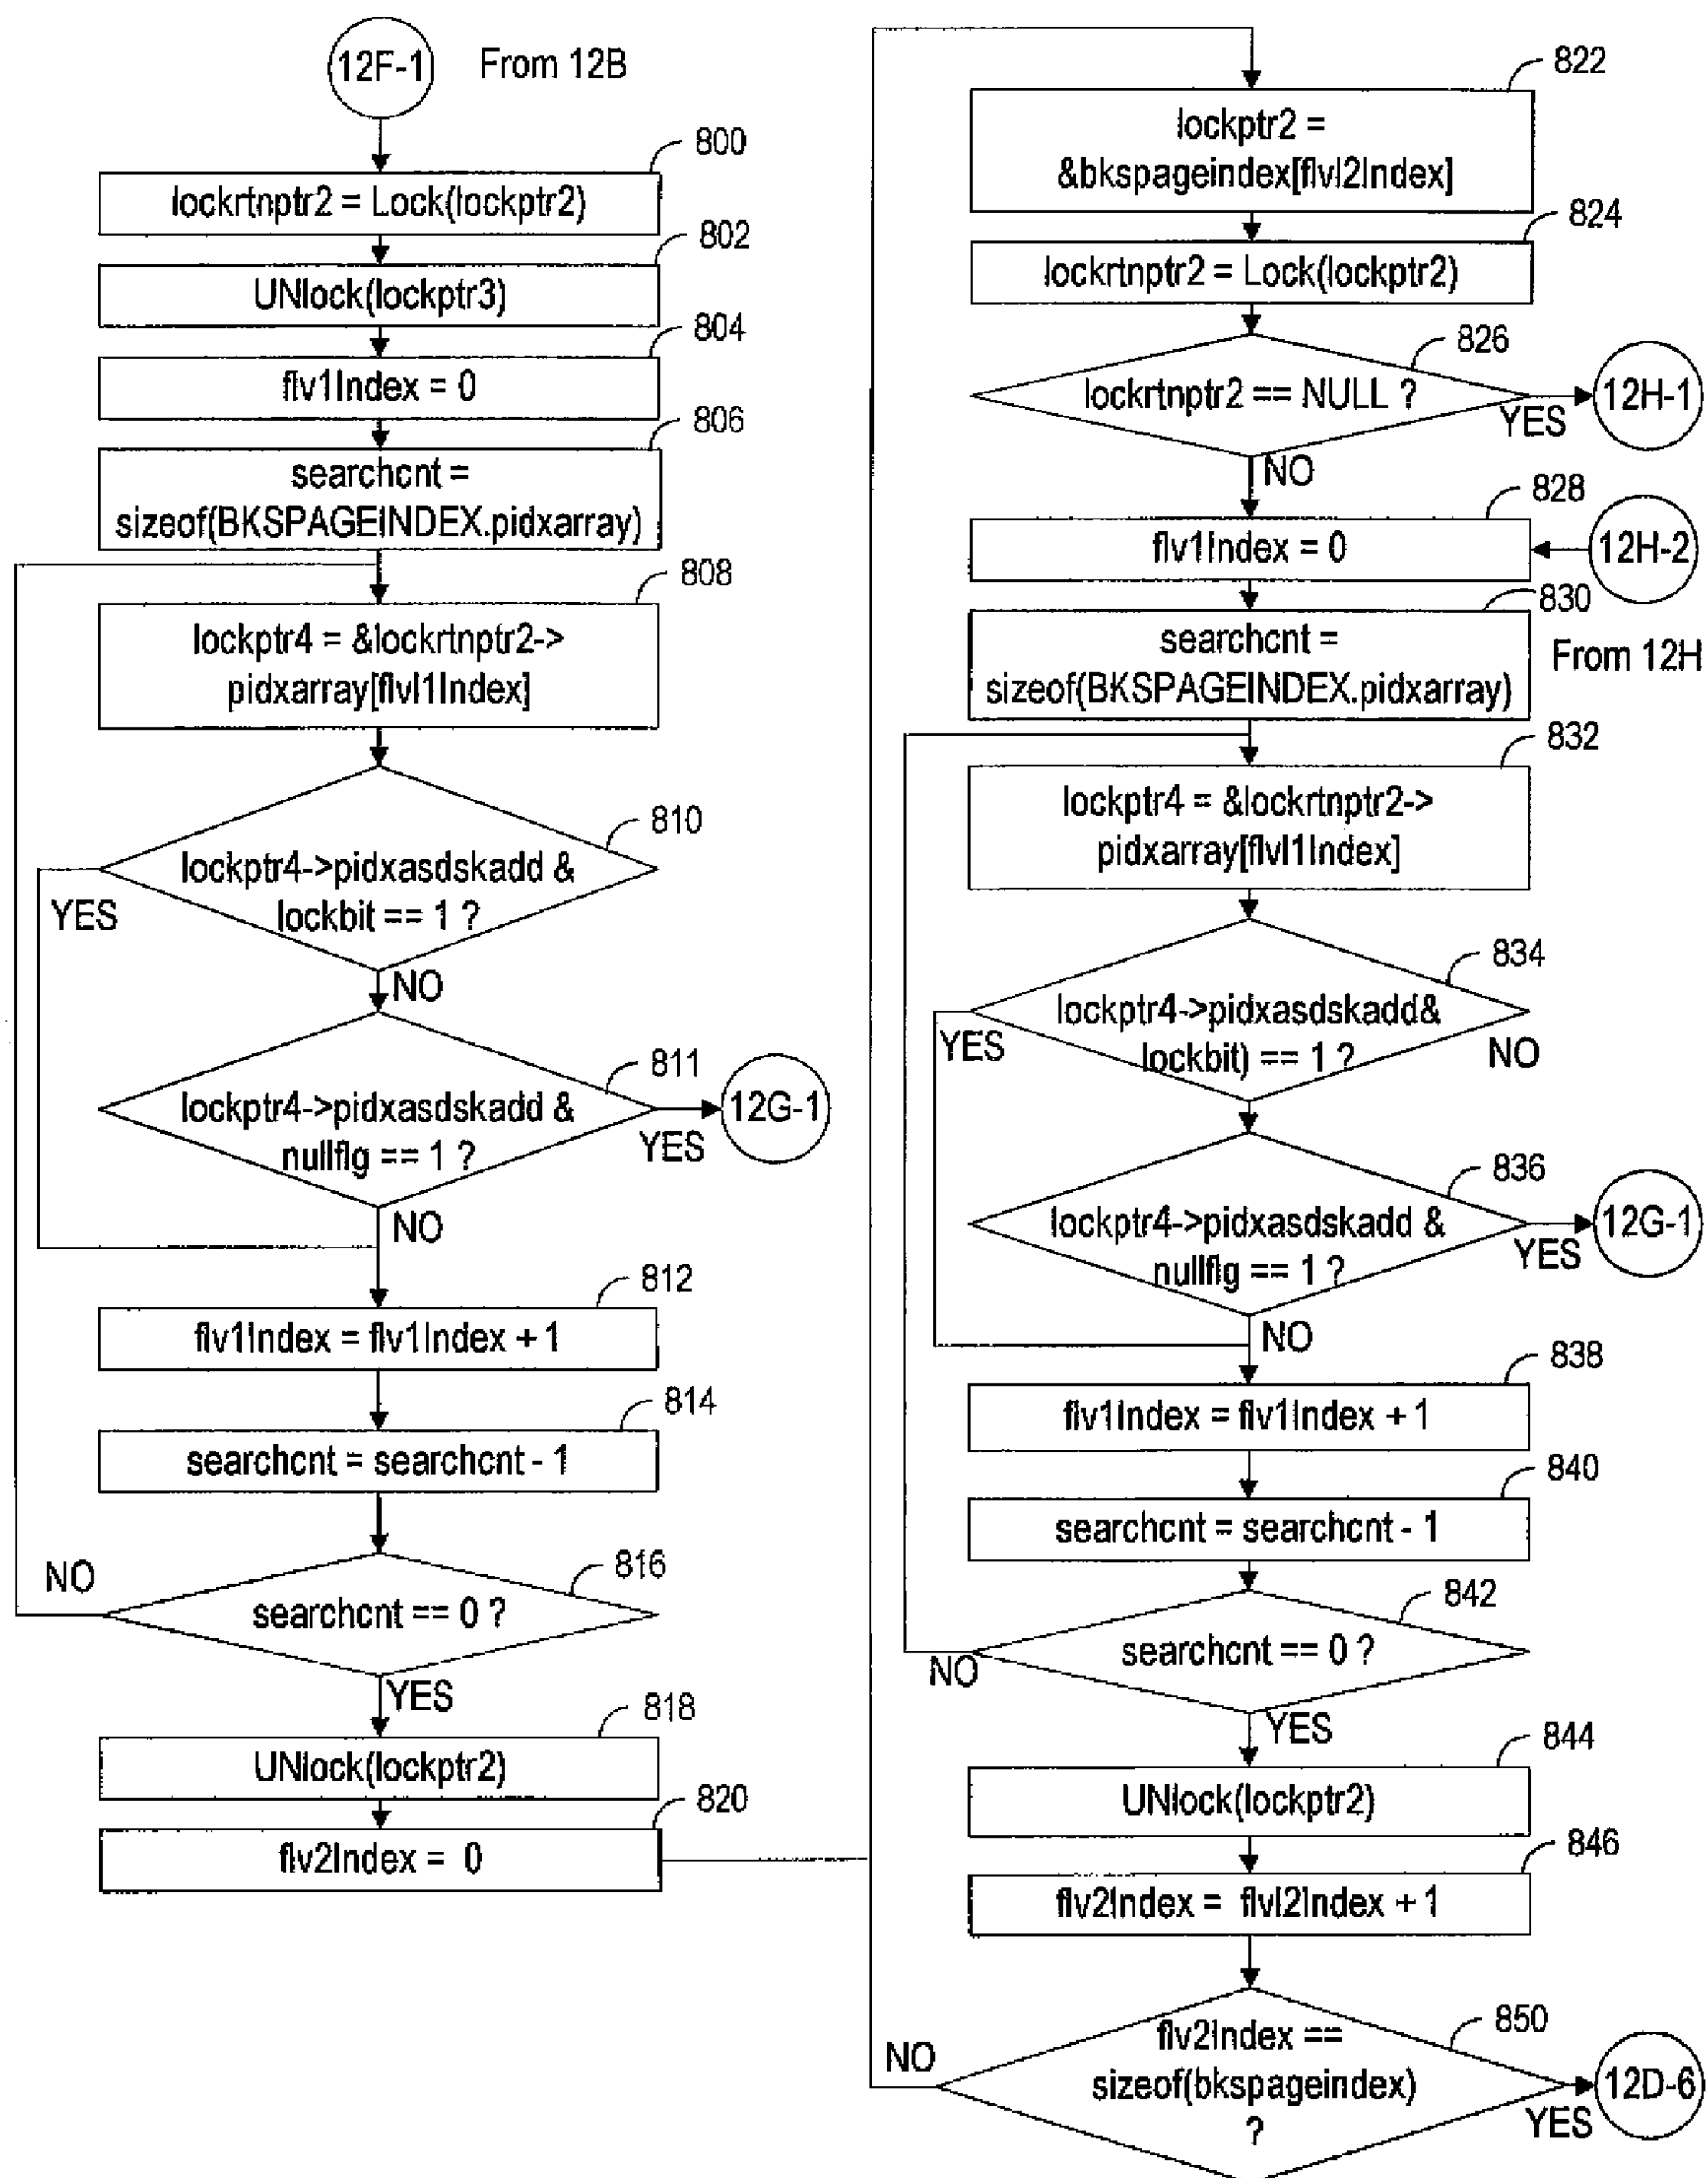 12F-1
From 12B
800
lockrtnptr2 = Lock(lockptr2)
802
UNlock(lockptr3)
804
flv1Index = 0
806
searchcnt =
sizeof(BKSPAGEINDEX.pidxarray)
808
lockptr4 = &lockrtnptr2->
pidxarray[flvl1Index]
810
lockptr4->pidxasdskadd &
lockbit == 1 ?
YES
NO
811
lockptr4->pidxasdskadd &
nullflg == 1 ?
YES
12G-1
NO
812
flv1Index = flv1Index + 1
814
searchcnt = searchcnt - 1
816
NO
searchcnt == 0 ?
YES
818
UNlock(lockptr2)
820
flv2Index = 0
822
lockptr2 =
&bkspageindex[flvl2Index]
824
lockrtnptr2 = Lock(lockptr2)
826
lockrtnptr2 == NULL ?
YES
12H-1
NO
828
flv1Index = 0
12H-2
830
searchcnt =
sizeof(BKSPAGEINDEX.pidxarray)
From 12H
832
lockptr4 = &lockrtnptr2->
pidxarray[flvl1Index]
834
lockptr4->pidxasdskadd&
lockbit) == 1 ?
YES
NO
836
lockptr4->pidxasdskadd &
nullflg == 1 ?
YES
12G-1
NO
838
flv1Index = flv1Index + 1
840
searchcnt = searchcnt - 1
842
searchcnt == 0 ?
NO
YES
844
UNlock(lockptr2)
846
flv2Index = flvl2Index + 1
850
flv2Index ==
sizeof(bkspageindex)
?
NO
YES
12D-6